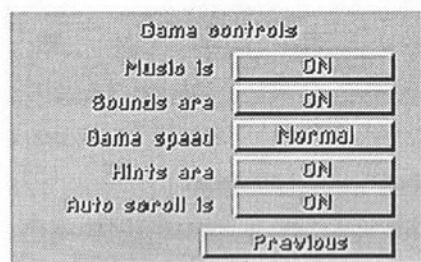 Game controls
Music is ON
Sounds are ON
Game speed Normal
Hints are ON
Auto scroll is ON
Previous